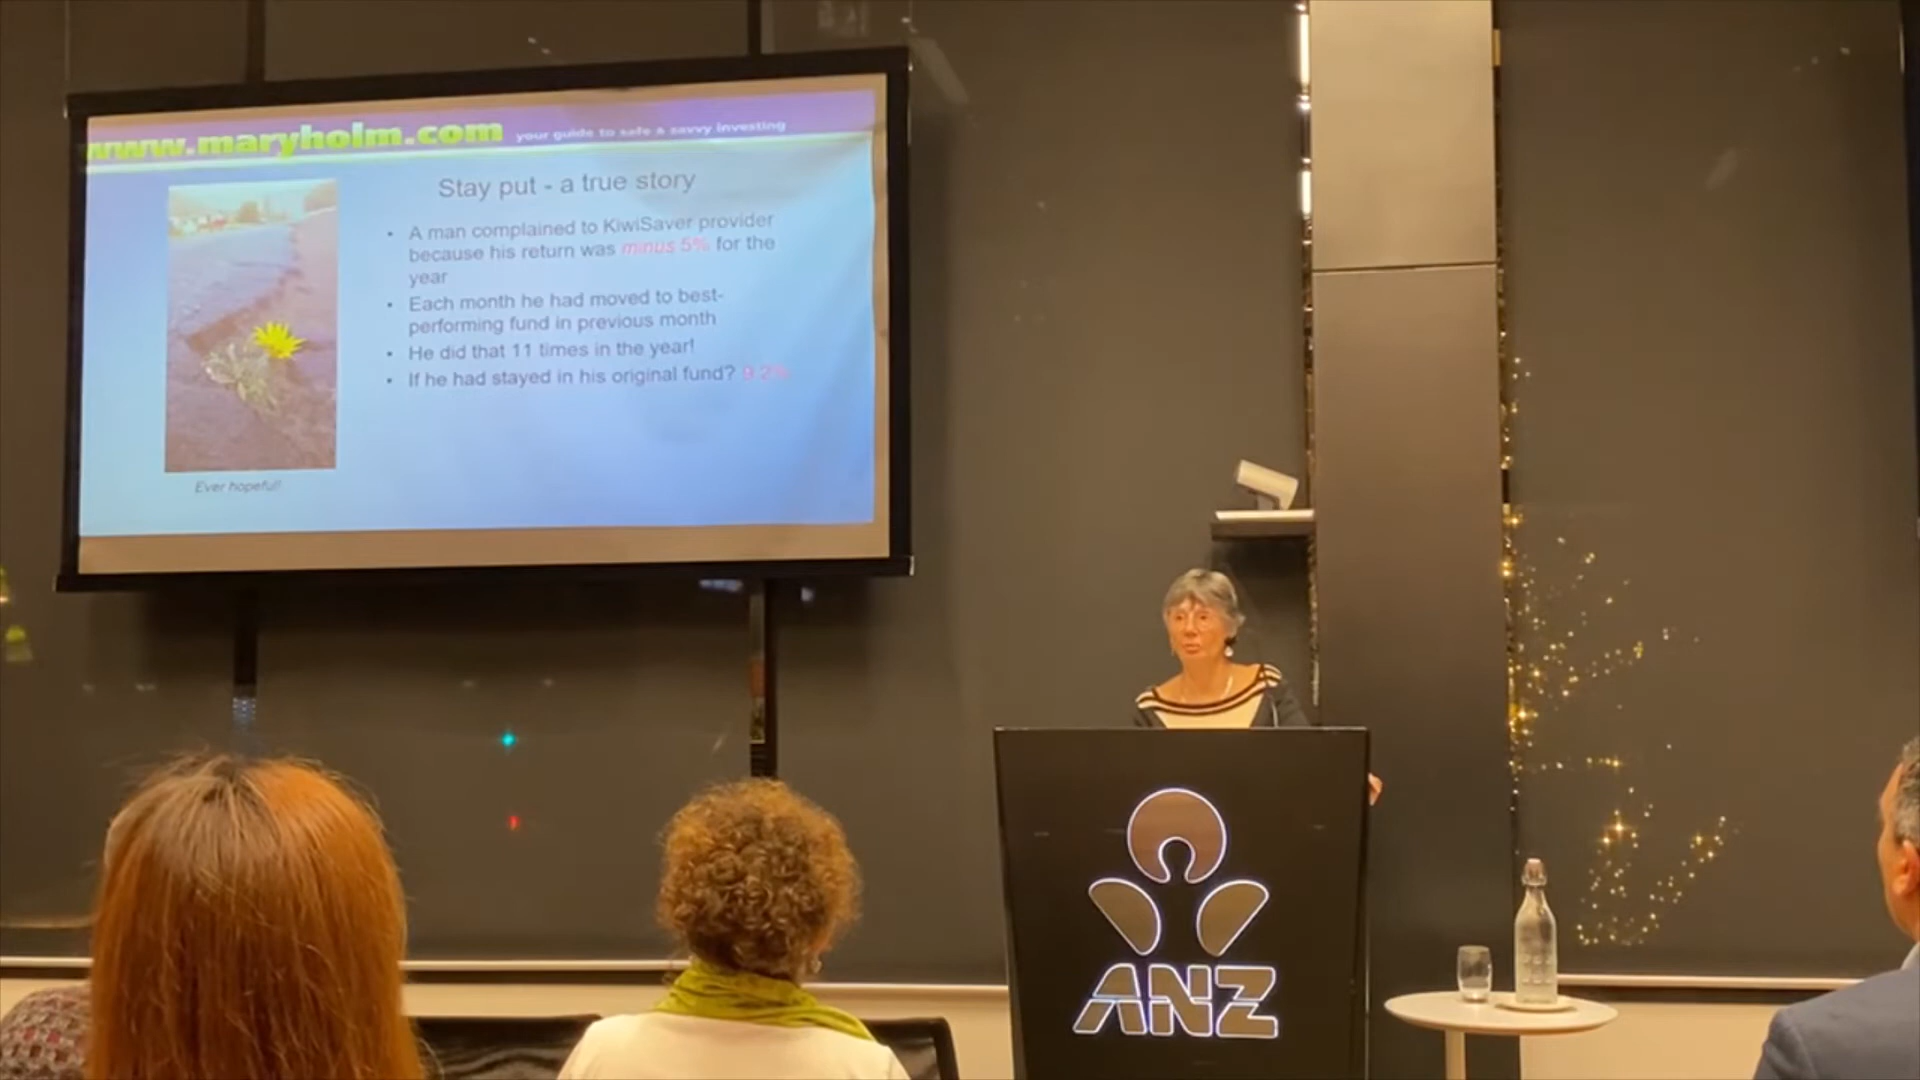 www.maryholm.com your guide to safe & savvy investing
Stay put - a true story
• A man complained to KiwiSaver provider
because his return was minus 5% for the
year
• Each month he had moved to best-
performing fund in previous month
• He did that 11 times in the year!
• If he had stayed in his original fund? 9.2%
Ever hopeful!
ANZ